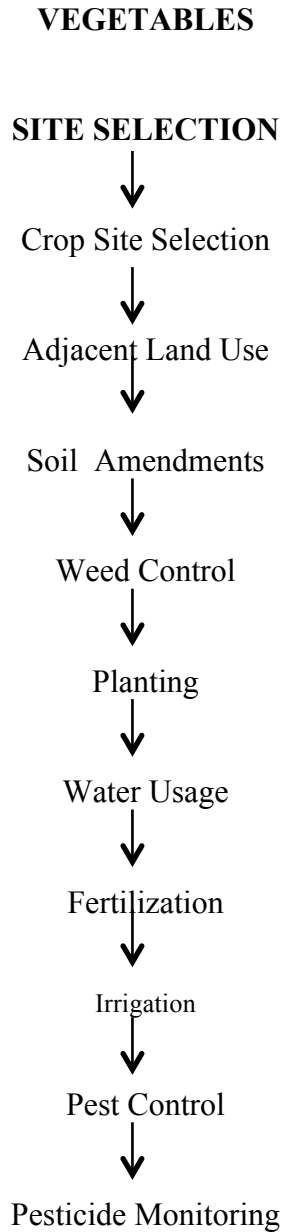 VEGETABLES
SITE SELECTION
Crop Site Selection
Adjacent Land Use
Soil Amendments
Weed Control
Planting
Water Usage
Fertilization
Irrigation
Pest Control
Pesticide Monitoring